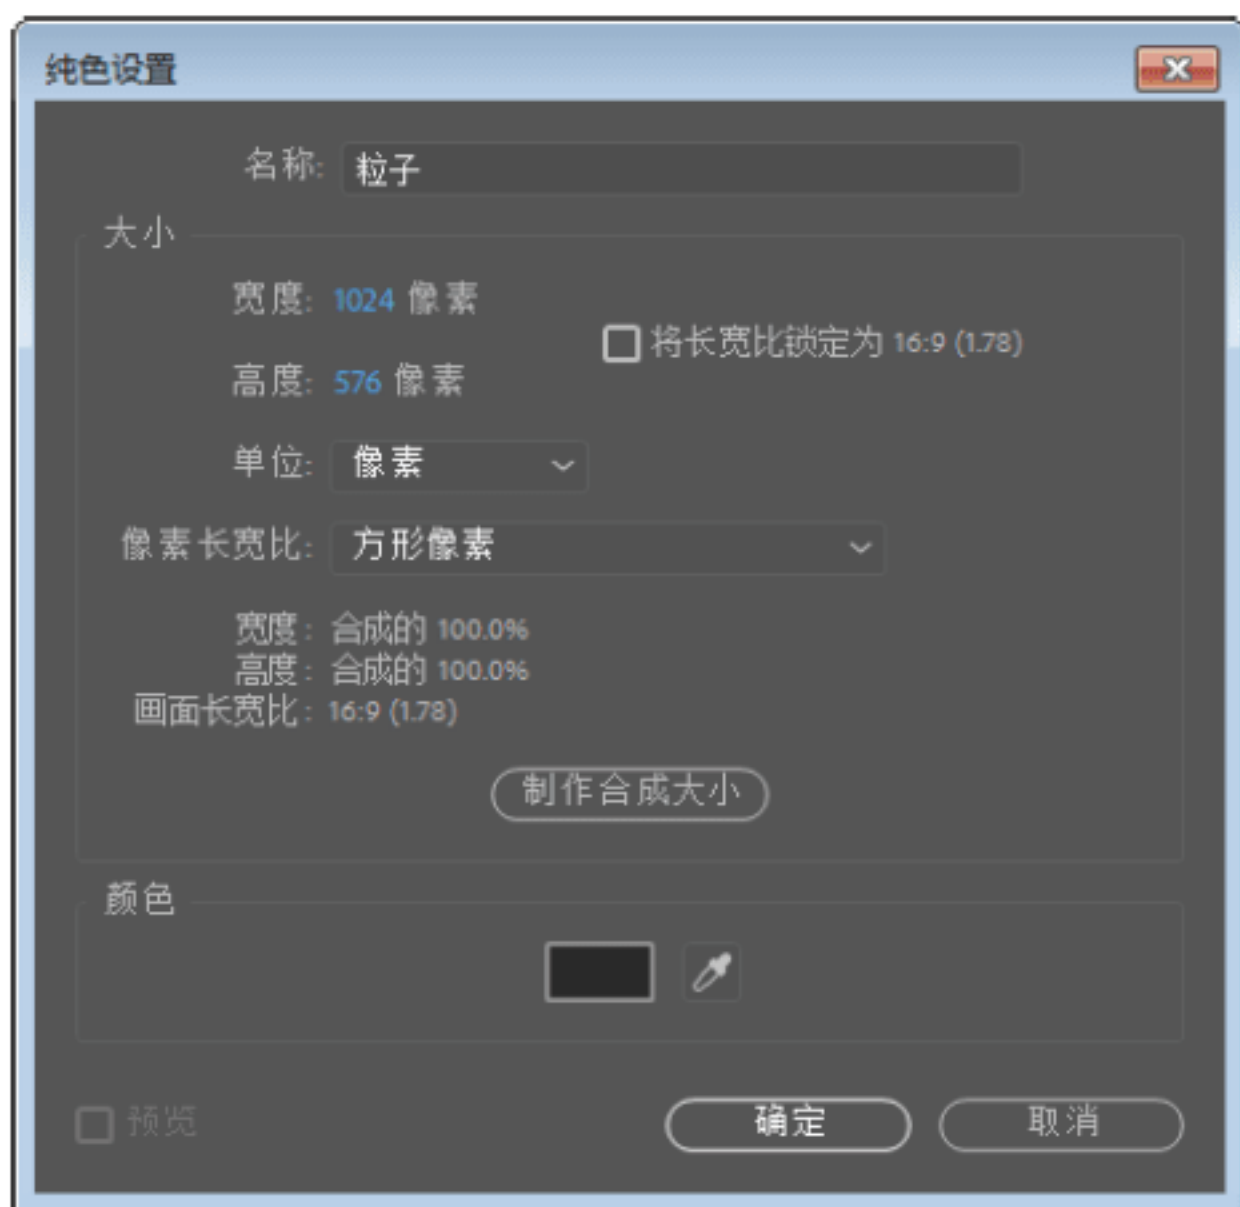 纯色设置
名称: 粒子
大小
宽度: 1024 像素
将长宽比锁定为 16:9 (1.78)
高度: 576 像素
单位: 像素
像素长宽比: 方形像素
宽度: 合成的 100.0%
高度: 合成的 100.0%
画面长宽比: 16:9 (1.78)
制作合成大小
颜色
预览
确定
取消